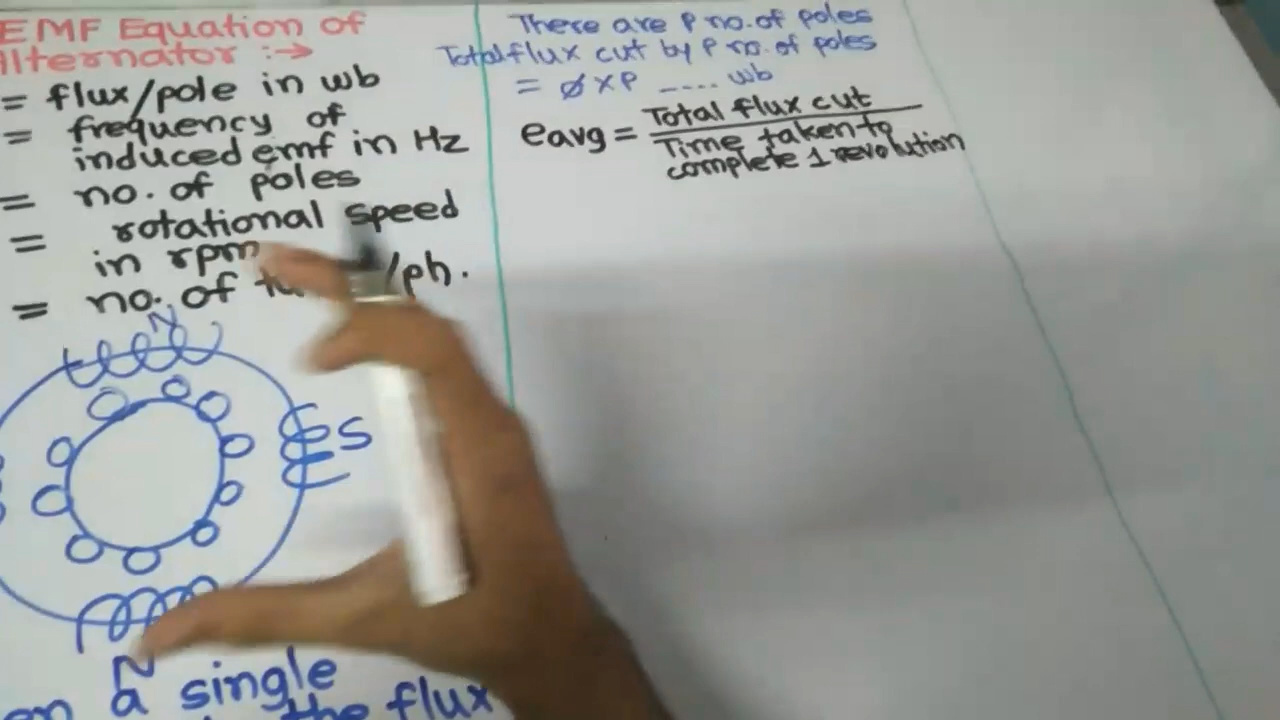 EMF Equation of
Alternator :→
= flux/pole in wb
= frequency of
induced emf in Hz
= no. of poles
= rotational speed
in rpm
= no. of /ph.
N
S
N
a single
the flux
There are P no. of poles
Total flux cut by P no. of poles
= φ x P .... wb
eavg = Total flux cut
Time taken to
complete 1 revolution